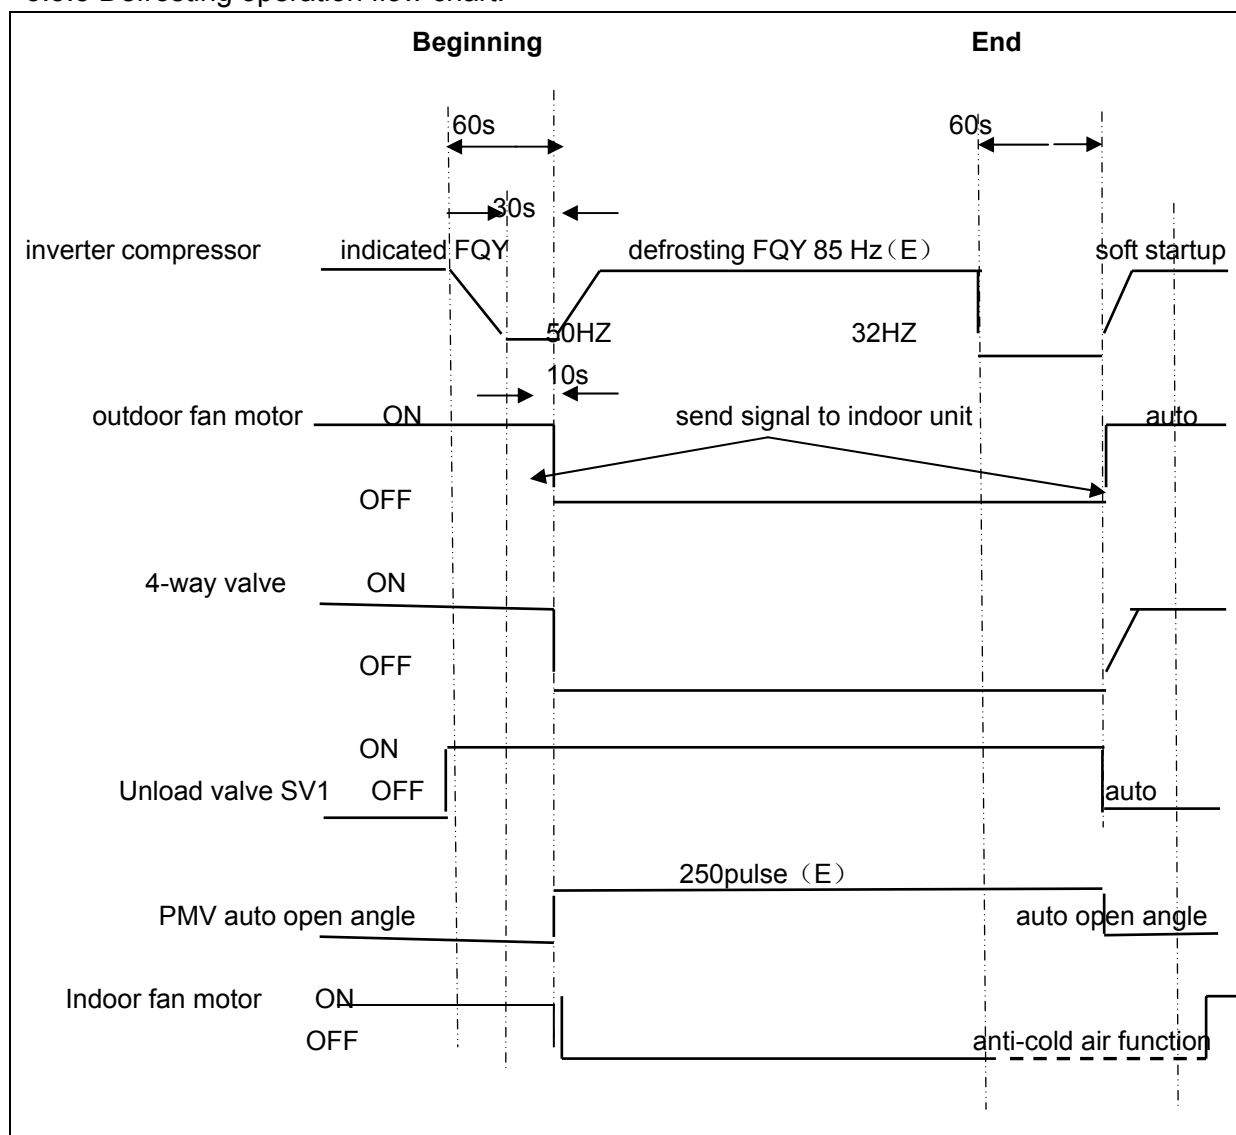 Beginning End
60s 60s
30s
inverter compressor indicated FQY defrosting FQY 85 Hz（E） soft startup
50HZ 32HZ
10s
outdoor fan motor ON send signal to indoor unit auto
OFF
4-way valve ON
OFF
ON
Unload valve SV1 OFF auto
250pulse（E）
PMV auto open angle auto open angle
Indoor fan motor ON
OFF anti-cold air function